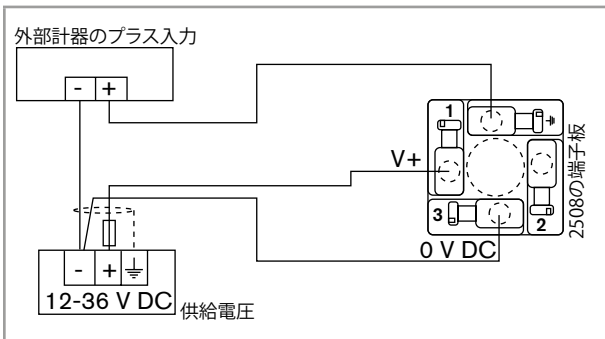 外部計器のプラス入力
- +
1
V+
3
2
2508の端子板
0 V DC
- +
12-36 V DC
供給電圧